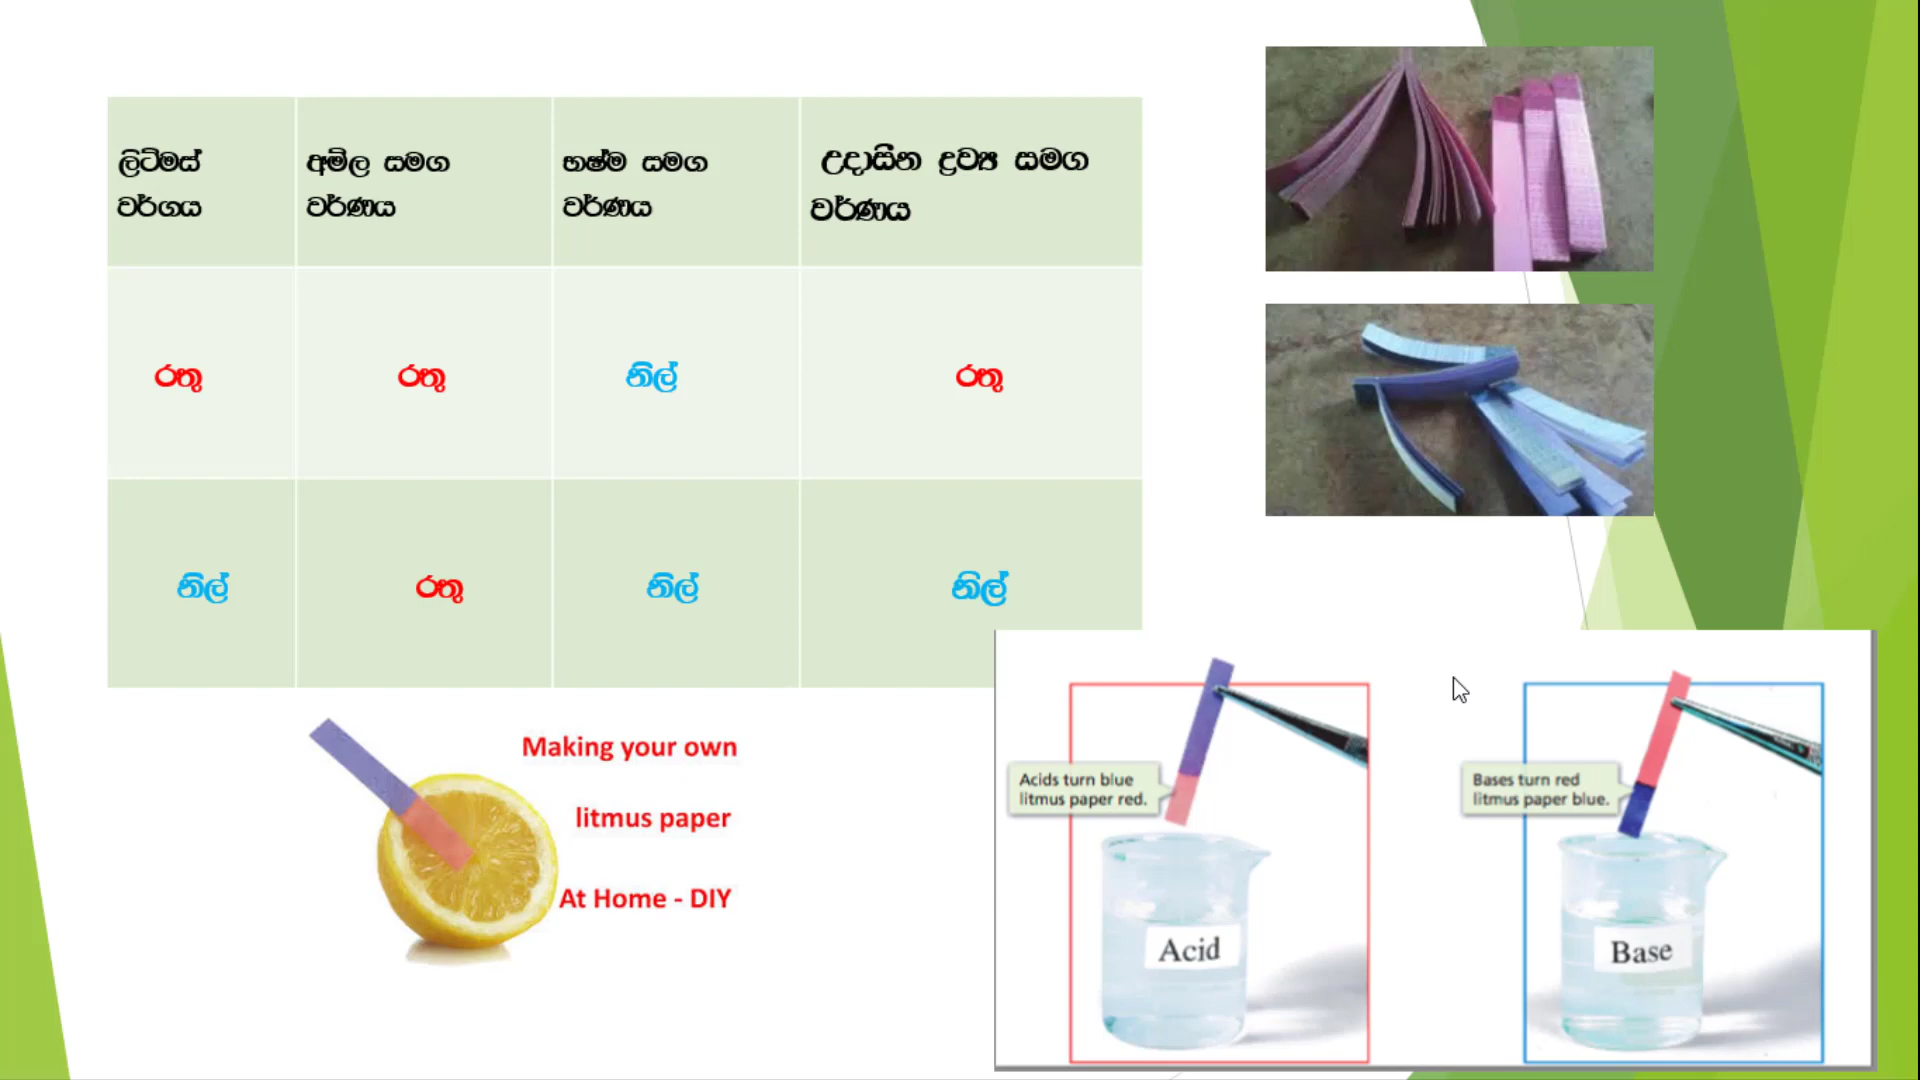 ලිට්මස්
වර්ගය
අම්ල සමග
වර්ණය
භෂ්ම සමග
වර්ණය
උදාසීන ද්‍රව්‍ය සමග
වර්ණය
රතු
රතු
නිල්
රතු
නිල්
රතු
නිල්
නිල්
Making your own
litmus paper
At Home - DIY
Acids turn blue
litmus paper red.
Acid
Bases turn red
litmus paper blue.
Base